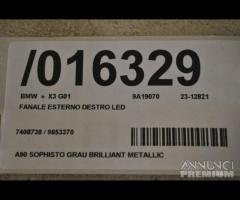 /016329
BMW * X3 G01 9A19070 23-12821
FANALE ESTERNO DESTRO LED
7408738 / 9853370
A90 SOPHISTO GRAU BRILLIANT METALLIC
ANNUNCI
PREMIUM